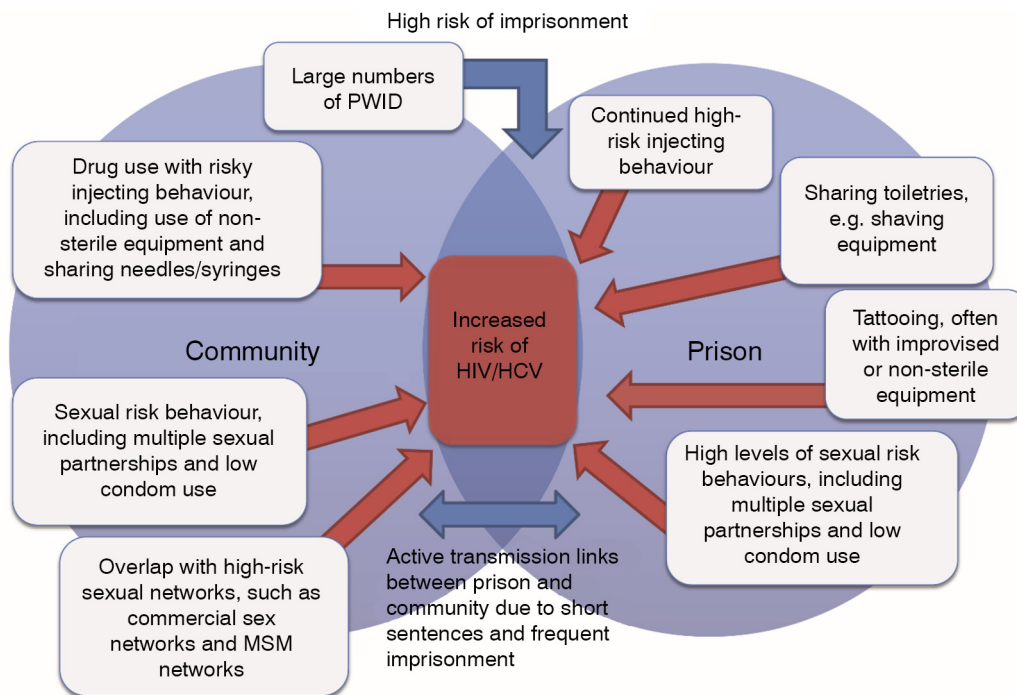 High risk of imprisonment
Large numbers
of PWID
Continued high-
risk injecting
behaviour
Drug use with risky
injecting behaviour,
including use of non-
sterile equipment and
sharing needles/syringes
Sharing toiletries,
e.g. shaving
equipment
Increased
risk of
HIV/HCV
Community
Prison
Tattooing, often
with improvised
or non-sterile
equipment
Sexual risk behaviour,
including multiple sexual
partnerships and low
condom use
High levels of sexual risk
behaviours, including
multiple sexual
partnerships and low
condom use
Overlap with high-risk
sexual networks, such as
commercial sex
networks and MSM
networks
Active transmission links
between prison and
community due to short
sentences and frequent
imprisonment